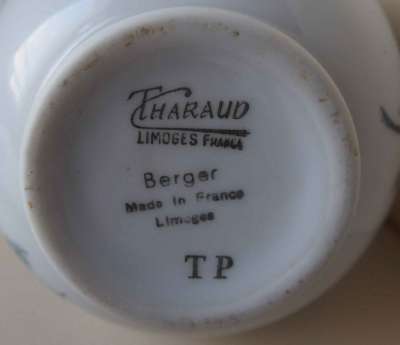 THARAUD
LIMOGES FRANCE
Berger
Made in France
Limoges
TP